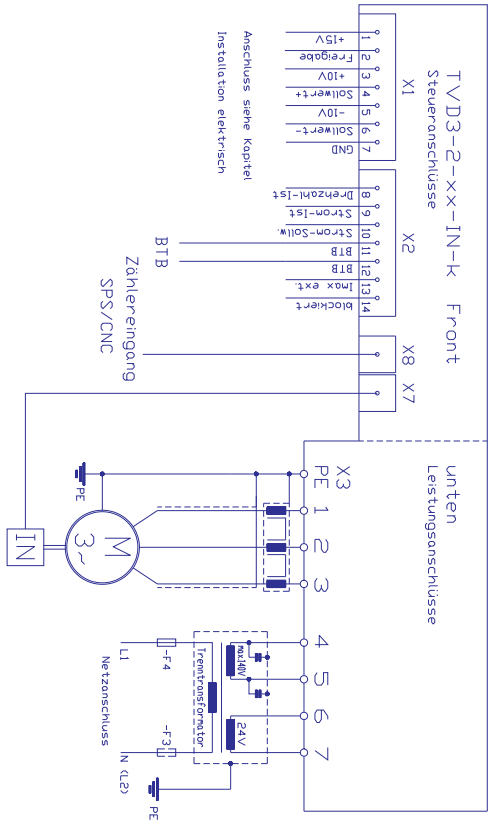 TVD3-2-xx-IN-k Front
Steueranschlüsse
X1
1 +15V
2 Freigabe
3 +10V
4 Sollwert+
5 -10V
6 Sollwert-
7 GND
Anschluss siehe Kapitel
Installation elektrisch
X2
8 Drehzahl-Ist
9 Strom-Ist
10 Strom-Sollw.
11 BTB
12 BTB
13 Imax ext.
14 blockiert
BTB
X8
Zählereingang
SPS/CNC
X7
unten
Leistungsanschlüsse
X3
PE
1
2
3
4
5
6
7
PE
M
3~
IN
max140V
24V
Trenntransformator
-F4
-F3
L1
N (L2)
Netzanschluss
PE